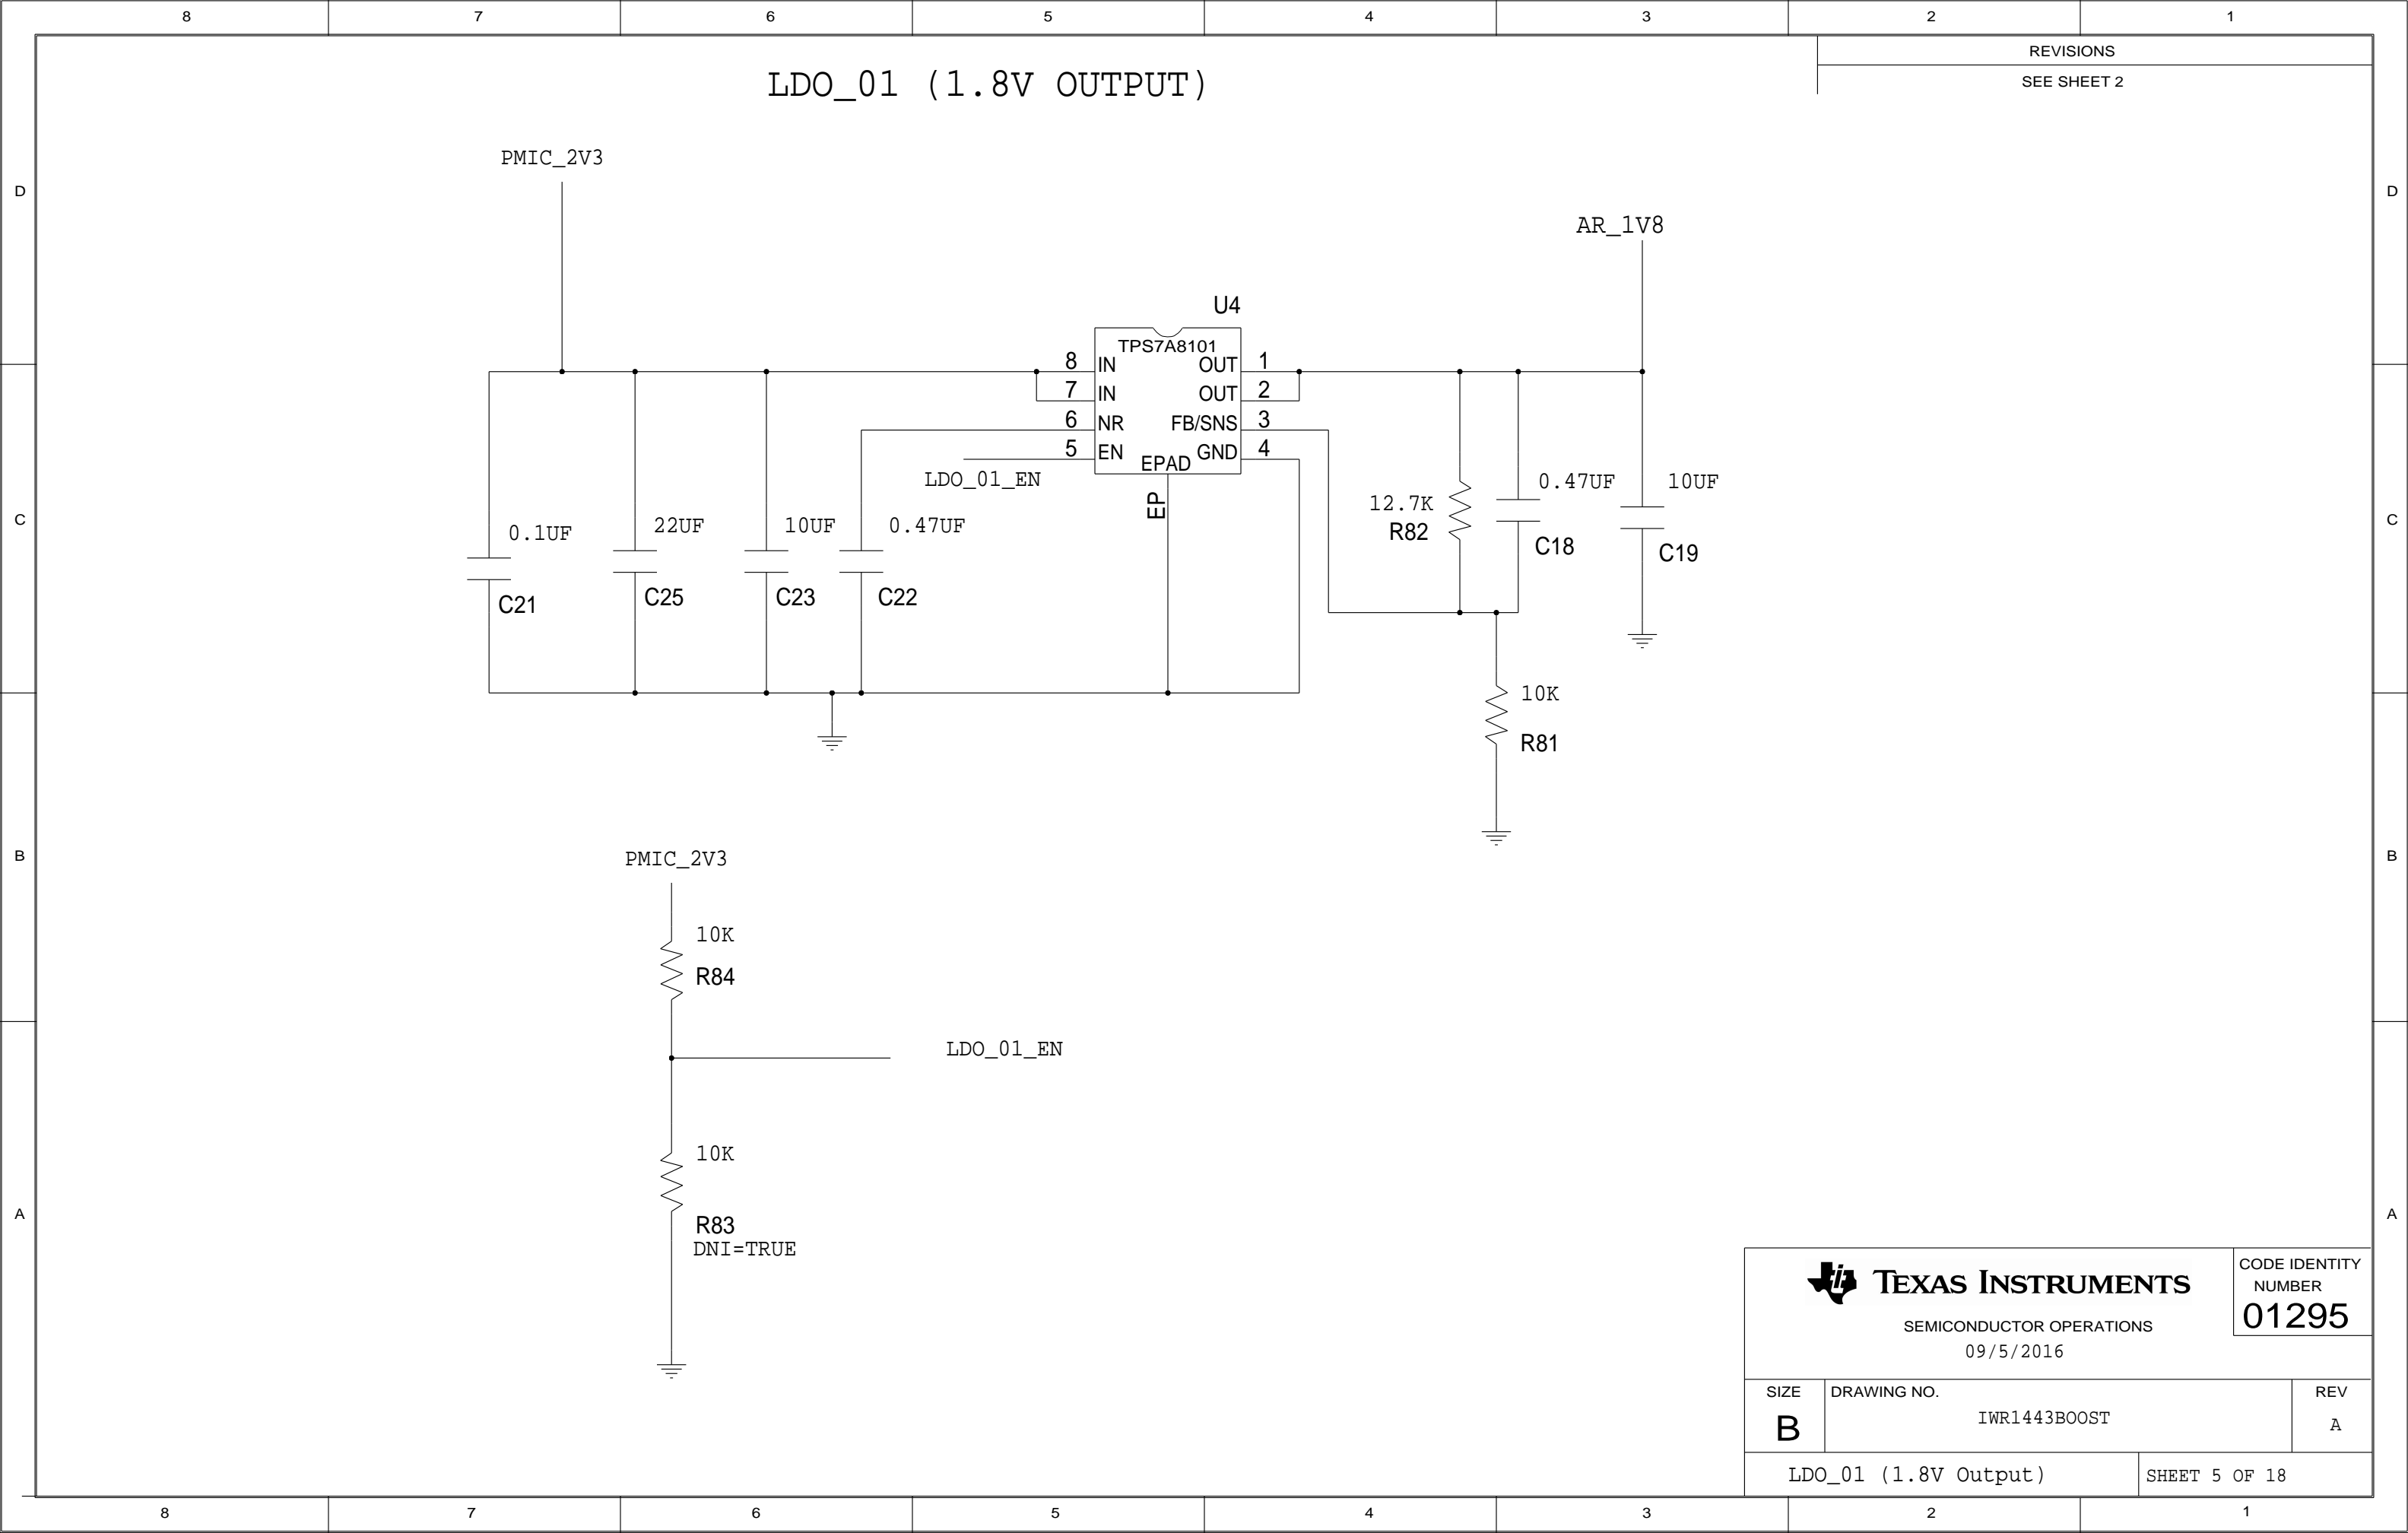 8 7 6 5 4 3 2 1
REVISIONS
SEE SHEET 2
LDO_01 (1.8V OUTPUT)
PMIC_2V3
D
D
AR_1V8
U4
TPS7A8101
8 IN OUT 1
7 IN OUT 2
6 NR FB/SNS 3
5 EN GND 4
EPAD
EP
LDO_01_EN
C
C
0.1UF
C21
22UF
C25
10UF
C23
0.47UF
C22
12.7K
R82
0.47UF
C18
10UF
C19
10K
R81
B
B
PMIC_2V3
10K
R84
LDO_01_EN
10K
R83
DNI=TRUE
A
A
TEXAS INSTRUMENTS
SEMICONDUCTOR OPERATIONS
09/5/2016
CODE IDENTITY
NUMBER
01295
SIZE
B
DRAWING NO.
IWR1443BOOST
REV
A
LDO_01 (1.8V Output)
SHEET 5 OF 18
8 7 6 5 4 3 2 1